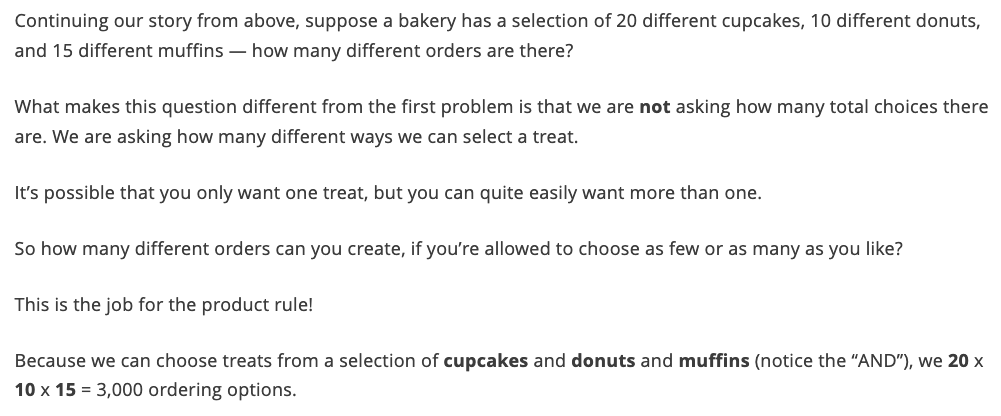 Continuing our story from above, suppose a bakery has a selection of 20 different cupcakes, 10 different donuts,
and 15 different muffins — how many different orders are there?
What makes this question different from the first problem is that we are not asking how many total choices there
are. We are asking how many different ways we can select a treat.
It’s possible that you only want one treat, but you can quite easily want more than one.
So how many different orders can you create, if you’re allowed to choose as few or as many as you like?
This is the job for the product rule!
Because we can choose treats from a selection of cupcakes and donuts and muffins (notice the “AND”), we 20 x
10 x 15 = 3,000 ordering options.